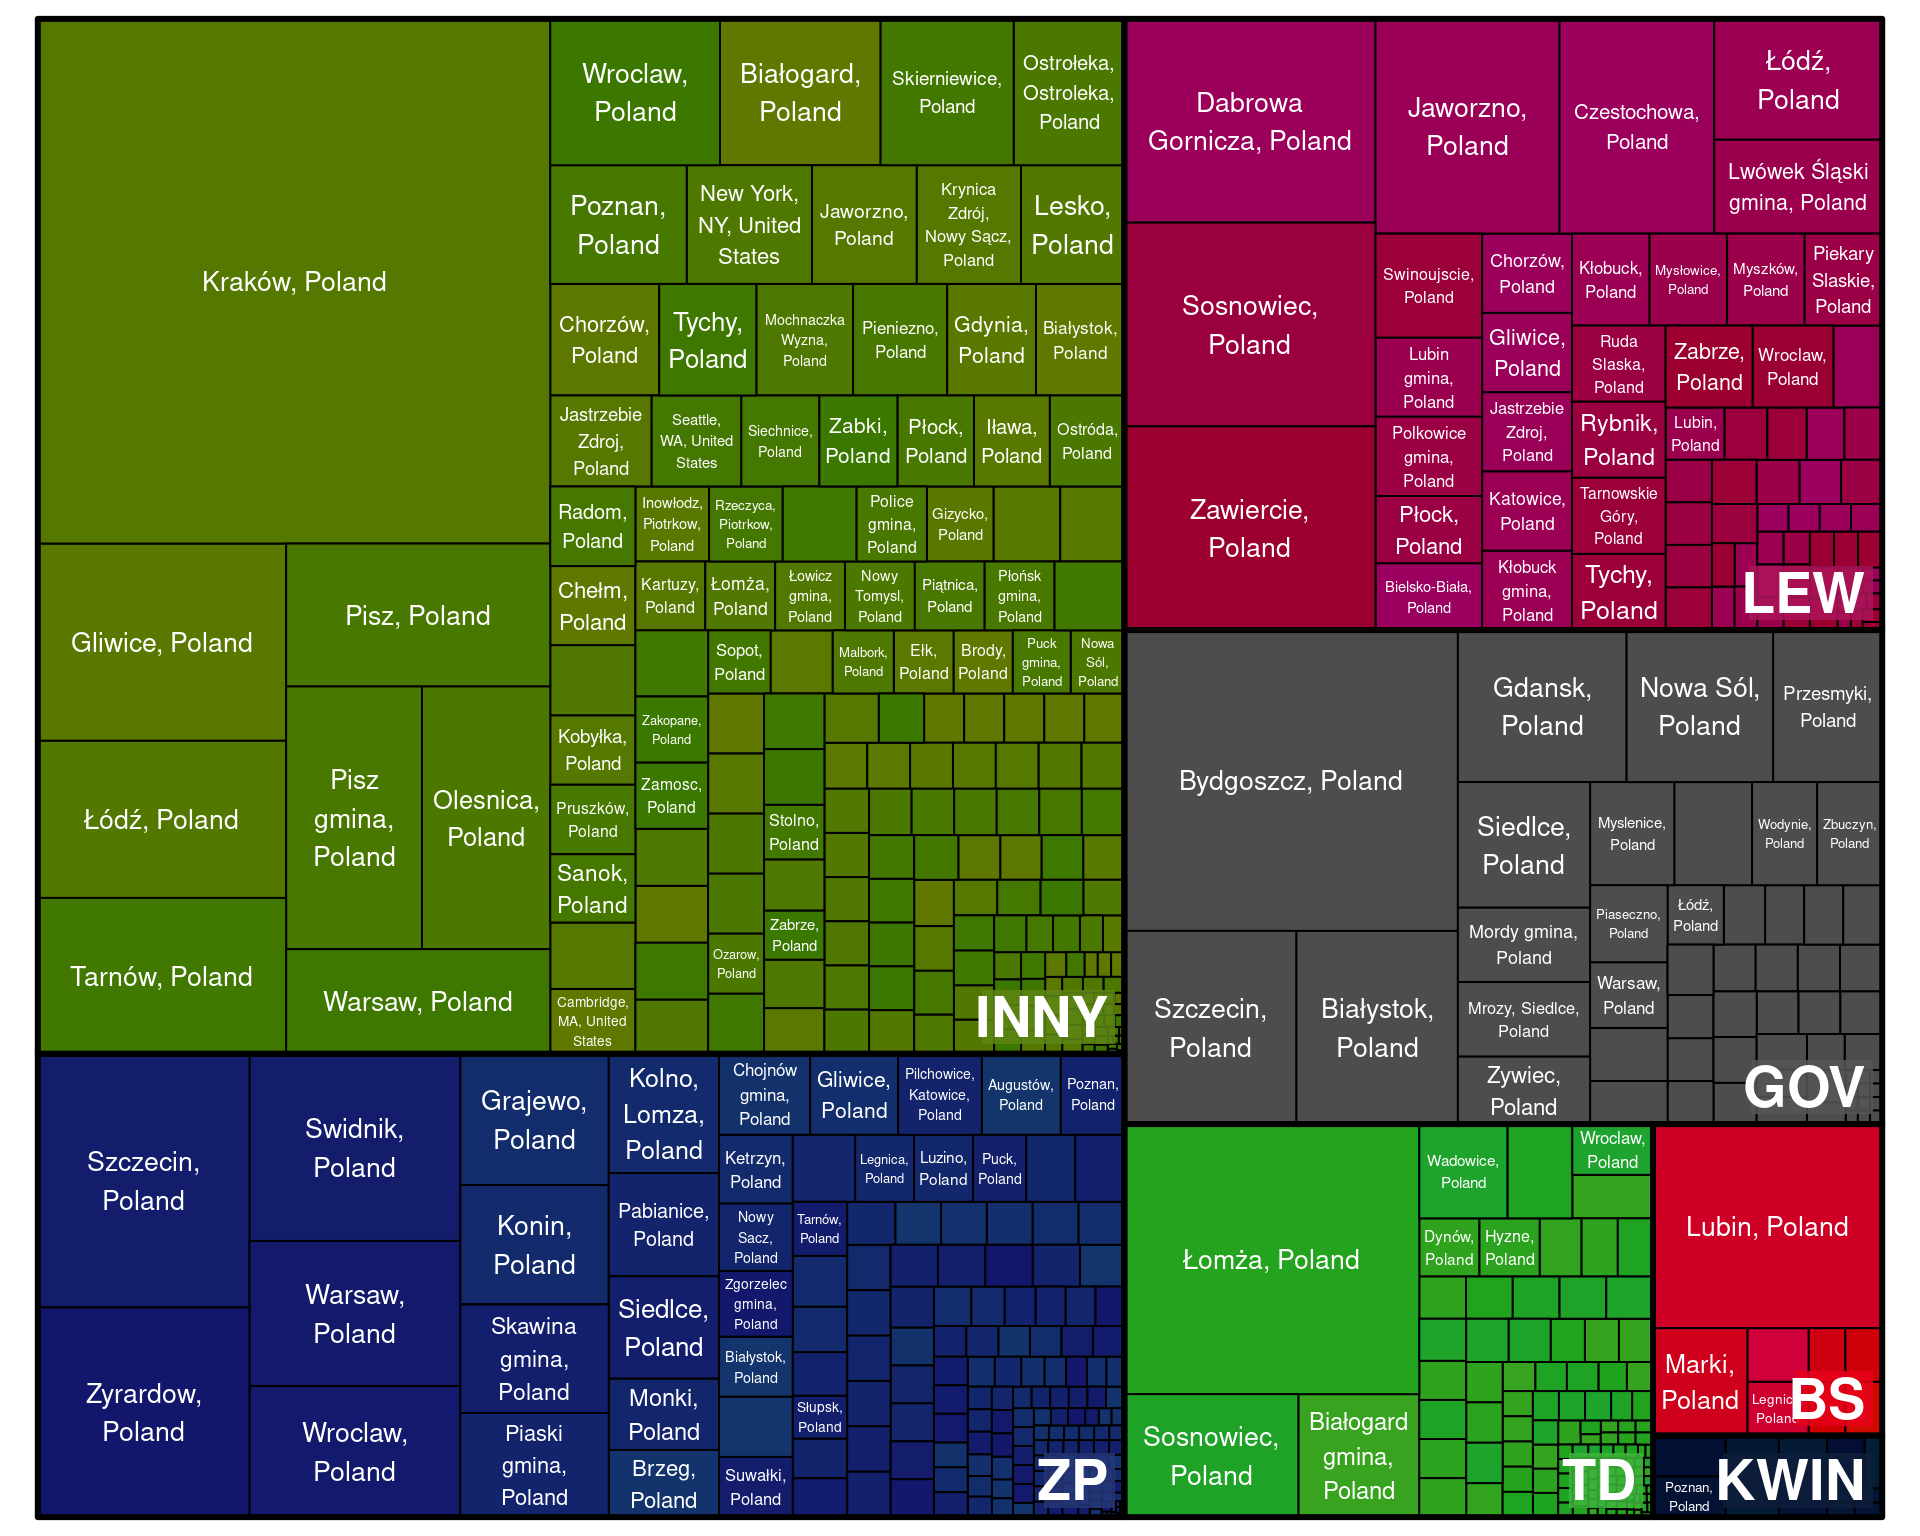 Kraków, Poland
Gliwice, Poland
Łódź, Poland
Tarnów, Poland
Pisz, Poland
Pisz
gmina,
Poland
Olesnica,
Poland
Warsaw, Poland
Wroclaw,
Poland
Białogard,
Poland
Skierniewice,
Poland
Ostrołeka,
Ostroleka,
Poland
Poznan,
Poland
New York,
NY, United
States
Jaworzno,
Poland
Krynica
Zdrój,
Nowy Sącz,
Poland
Lesko,
Poland
Chorzów,
Poland
Tychy,
Poland
Mochnaczka
Wyzna,
Poland
Pieniezno,
Poland
Gdynia,
Poland
Białystok,
Poland
Jastrzebie
Zdroj,
Poland
Seattle,
WA, United
States
Siechnice,
Poland
Zabki,
Poland
Płock,
Poland
Iława,
Poland
Ostróda,
Poland
Radom,
Poland
Inowłodz,
Piotrkow,
Poland
Rzeczyca,
Piotrkow,
Poland
Police
gmina,
Poland
Gizycko,
Poland
Chełm,
Poland
Kartuzy,
Poland
Łomża,
Poland
Łowicz
gmina,
Poland
Nowy
Tomysl,
Poland
Piątnica,
Poland
Płońsk
gmina,
Poland
Sopot,
Poland
Malbork,
Poland
Ełk,
Poland
Brody,
Poland
Puck
gmina,
Poland
Nowa
Sól,
Poland
Kobyłka,
Poland
Zakopane,
Poland
Pruszków,
Poland
Zamosc,
Poland
Stolno,
Poland
Sanok,
Poland
Zabrze,
Poland
Ozarow,
Poland
Cambridge,
MA, United
States
INNY
Dabrowa
Gornicza, Poland
Sosnowiec,
Poland
Zawiercie,
Poland
Jaworzno,
Poland
Czestochowa,
Poland
Łódź,
Poland
Lwówek Śląski
gmina, Poland
Swinoujscie,
Poland
Chorzów,
Poland
Kłobuck,
Poland
Mysłowice,
Poland
Myszków,
Poland
Piekary
Slaskie,
Poland
Lubin
gmina,
Poland
Gliwice,
Poland
Ruda
Slaska,
Poland
Zabrze,
Poland
Wroclaw,
Poland
Polkowice
gmina,
Poland
Jastrzebie
Zdroj,
Poland
Rybnik,
Poland
Lubin,
Poland
Płock,
Poland
Katowice,
Poland
Tarnowskie
Góry,
Poland
Bielsko-Biała,
Poland
Kłobuck
gmina,
Poland
Tychy,
Poland
LEW
Bydgoszcz, Poland
Szczecin,
Poland
Białystok,
Poland
Gdansk,
Poland
Nowa Sól,
Poland
Przesmyki,
Poland
Siedlce,
Poland
Myslenice,
Poland
Wodynie,
Poland
Zbuczyn,
Poland
Mordy gmina,
Poland
Piaseczno,
Poland
Łódź,
Poland
Mrozy, Siedlce,
Poland
Warsaw,
Poland
Zywiec,
Poland
GOV
Szczecin,
Poland
Zyrardow,
Poland
Swidnik,
Poland
Warsaw,
Poland
Wroclaw,
Poland
Grajewo,
Poland
Konin,
Poland
Skawina
gmina,
Poland
Piaski
gmina,
Poland
Kolno,
Lomza,
Poland
Pabianice,
Poland
Siedlce,
Poland
Monki,
Poland
Brzeg,
Poland
Chojnów
gmina,
Poland
Gliwice,
Poland
Pilchowice,
Katowice,
Poland
Augustów,
Poland
Poznan,
Poland
Ketrzyn,
Poland
Legnica,
Poland
Luzino,
Poland
Puck,
Poland
Nowy
Sacz,
Poland
Tarnów,
Poland
Zgorzelec
gmina,
Poland
Białystok,
Poland
Słupsk,
Poland
Suwałki,
Poland
ZP
Łomża, Poland
Sosnowiec,
Poland
Białogard
gmina,
Poland
Wadowice,
Poland
Wroclaw,
Poland
Dynów,
Poland
Hyzne,
Poland
TD
Lubin, Poland
Marki,
Poland
BS
Poznan,
Poland
KWIN